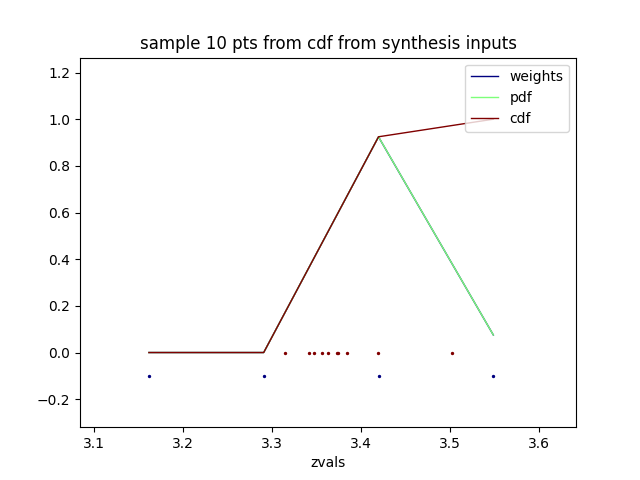 sample 10 pts from cdf from synthesis inputs
1.2
1.0
0.8
0.6
0.4
0.2
0.0
−0.2
weights
pdf
cdf
3.1 3.2 3.3 3.4 3.5 3.6
zvals